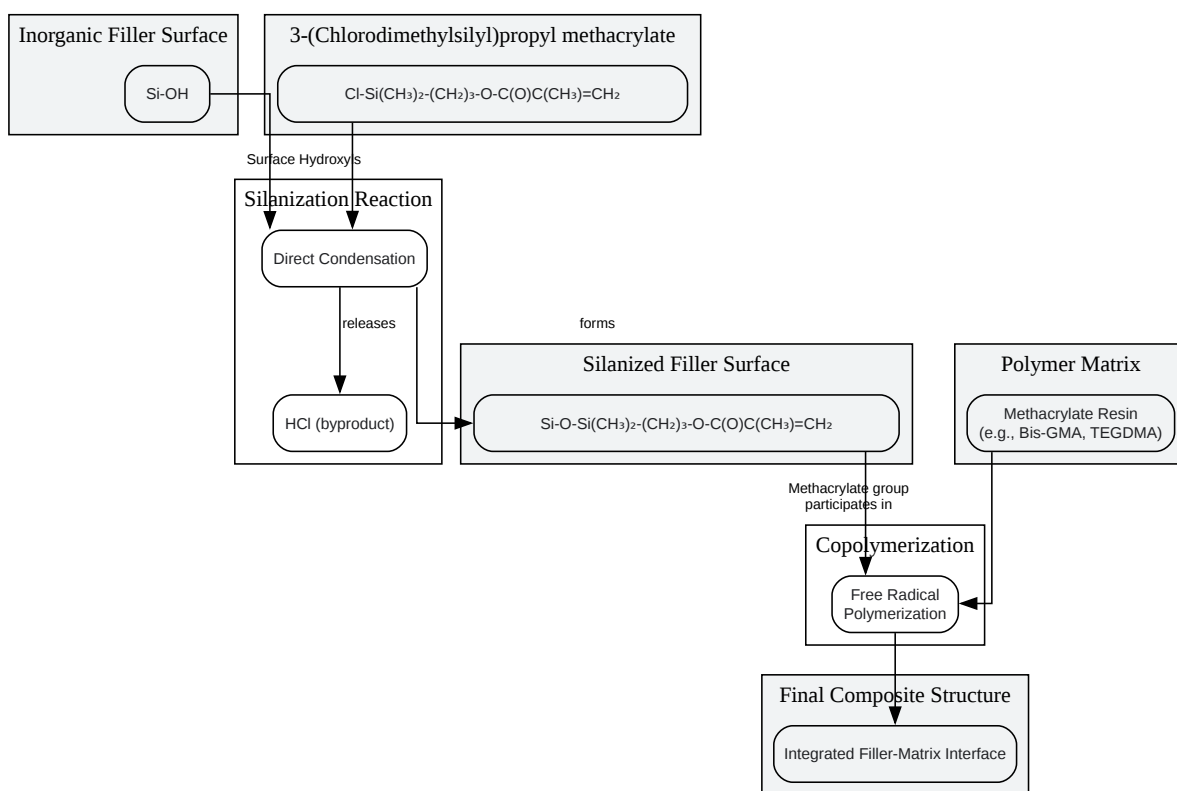 Inorganic Filler Surface
3-(Chlorodimethylsilyl)propyl methacrylate
Si-OH
Cl-Si(CH₃)₂-(CH₂)₃-O-C(O)C(CH₃)=CH₂
Surface Hydroxyls
Silanization Reaction
Direct Condensation
releases
forms
HCl (byproduct)
Silanized Filler Surface
Si-O-Si(CH₃)₂-(CH₂)₃-O-C(O)C(CH₃)=CH₂
Polymer Matrix
Methacrylate Resin
(e.g., Bis-GMA, TEGDMA)
Methacrylate group
participates in
Copolymerization
Free Radical
Polymerization
Final Composite Structure
Integrated Filler-Matrix Interface